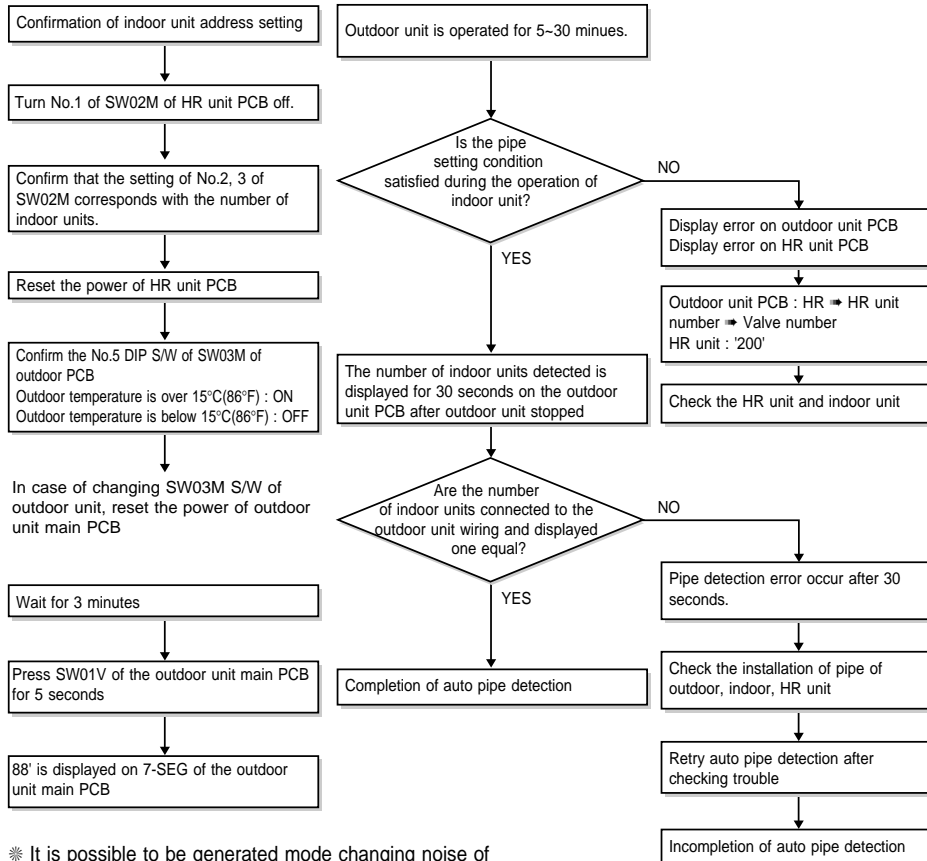 Confirmation of indoor unit address setting
Turn No.1 of SW02M of HR unit PCB off.
Confirm that the setting of No.2, 3 of
SW02M corresponds with the number of
indoor units.
Reset the power of HR unit PCB
Confirm the No.5 DIP S/W of SW03M of
outdoor PCB
Outdoor temperature is over 15°C(86°F) : ON
Outdoor temperature is below 15°C(86°F) : OFF
In case of changing SW03M S/W of
outdoor unit, reset the power of outdoor
unit main PCB
Wait for 3 minutes
Press SW01V of the outdoor unit main PCB
for 5 seconds
88' is displayed on 7-SEG of the outdoor
unit main PCB
Outdoor unit is operated for 5~30 minues.
Is the pipe
setting condition
satisfied during the operation of
indoor unit?
NO
YES
Display error on outdoor unit PCB
Display error on HR unit PCB
Outdoor unit PCB : HR ➠ HR unit
number ➠ Valve number
HR unit : '200'
Check the HR unit and indoor unit
The number of indoor units detected is
displayed for 30 seconds on the outdoor
unit PCB after outdoor unit stopped
Are the number
of indoor units connected to the
outdoor unit wiring and displayed
one equal?
NO
YES
Pipe detection error occur after 30
seconds.
Check the installation of pipe of
outdoor, indoor, HR unit
Retry auto pipe detection after
checking trouble
Incompletion of auto pipe detection
Completion of auto pipe detection
❈ It is possible to be generated mode changing noise of